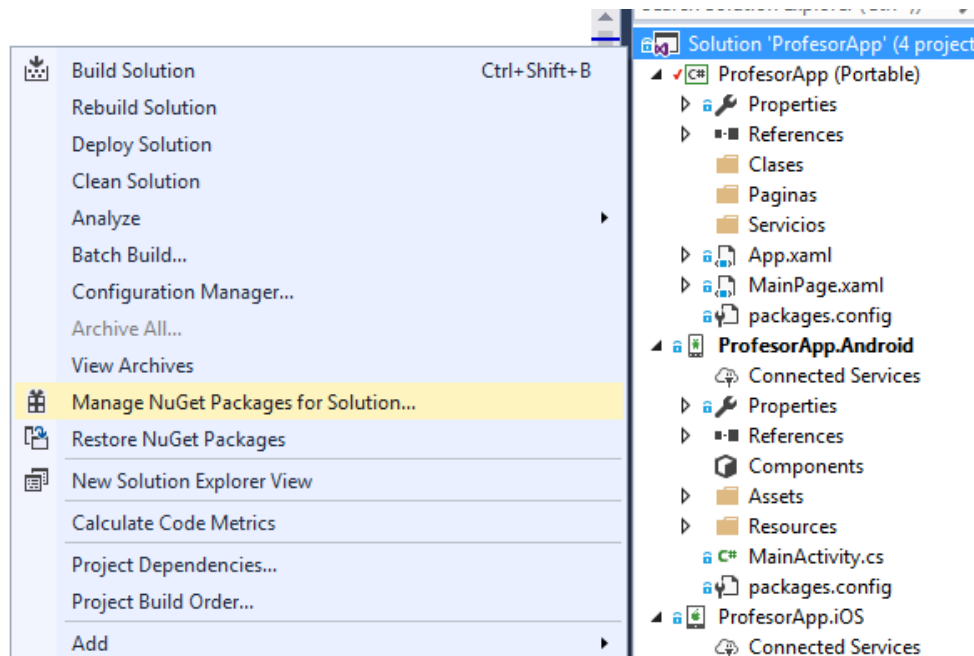 Build Solution Ctrl+Shift+B
Rebuild Solution
Deploy Solution
Clean Solution
Analyze
Batch Build...
Configuration Manager...
Archive All...
View Archives
Manage NuGet Packages for Solution...
Restore NuGet Packages
New Solution Explorer View
Calculate Code Metrics
Project Dependencies...
Project Build Order...
Add
Solution 'ProfesorApp' (4 project
C# ProfesorApp (Portable)
Properties
References
Clases
Paginas
Servicios
App.xaml
MainPage.xaml
packages.config
ProfesorApp.Android
Connected Services
Properties
References
Components
Assets
Resources
C# MainActivity.cs
packages.config
ProfesorApp.iOS
Connected Services